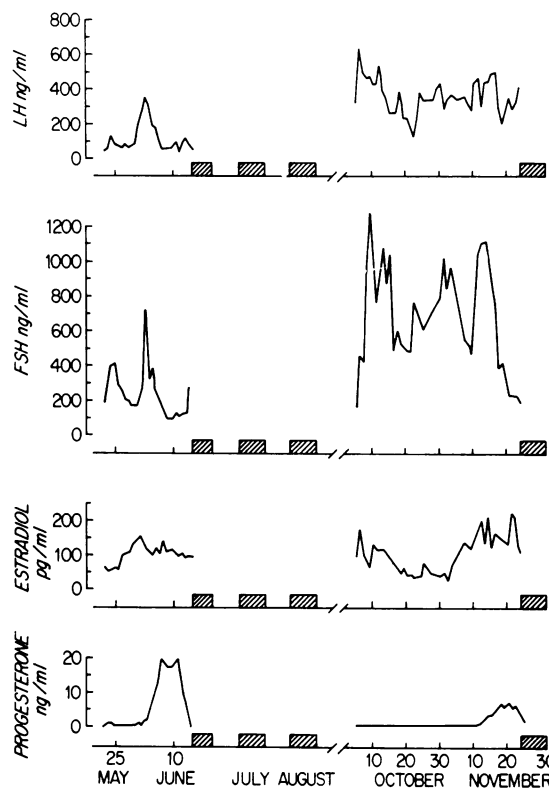 800
600
400
200
0
LH ng/ml
1200
1000
800
600
400
200
0
FSH ng/ml
200
100
0
ESTRADIOL
pg/ml
20
10
0
PROGESTERONE
ng/ml
25 10 10 20 30 10 20 30
MAY JUNE JULY AUGUST OCTOBER NOVEMBER